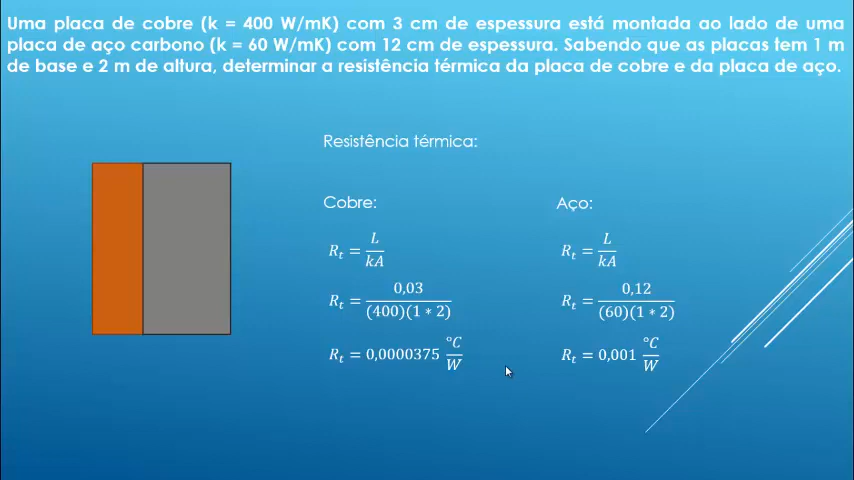 Uma placa de cobre (k = 400 W/mK) com 3 cm de espessura está montada ao lado de uma
placa de aço carbono (k = 60 W/mK) com 12 cm de espessura. Sabendo que as placas tem 1 m
de base e 2 m de altura, determinar a resistência térmica da placa de cobre e da placa de aço.
Resistência térmica:
Cobre:
R_t = L/kA
R_t = 0,03/(400)(1 * 2)
R_t = 0,0000375 °C/W
Aço:
R_t = L/kA
R_t = 0,12/(60)(1 * 2)
R_t = 0,001 °C/W